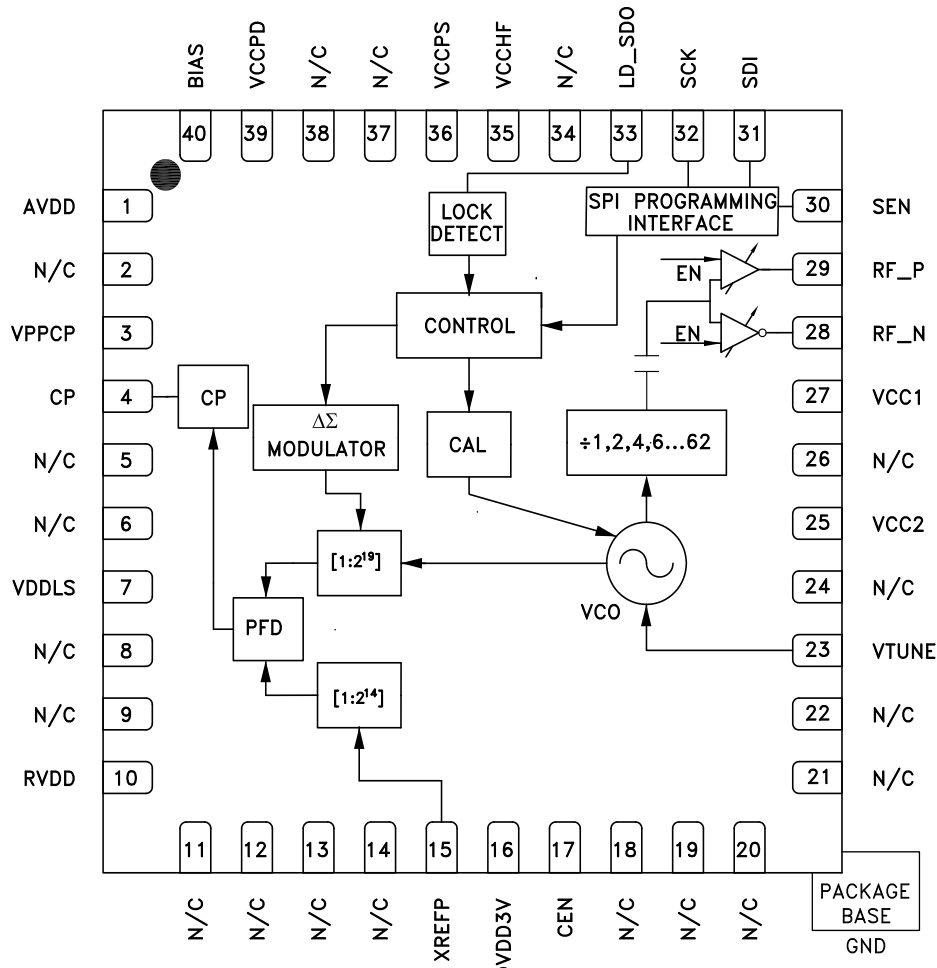 BIAS
VCCPD
N/C
N/C
VCCPS
VCCHF
N/C
LD_SDO
SCK
SDI
40
39
38
37
36
35
34
33
32
31
AVDD
1
N/C
2
VPPCP
3
CP
4
N/C
5
N/C
6
VDDLS
7
N/C
8
N/C
9
RVDD
10
LOCK
DETECT
SPI PROGRAMMING
INTERFACE
CONTROL
EN
EN
CP
ΔΣ
MODULATOR
CAL
÷1,2,4,6...62
[1:2¹⁹]
VCO
PFD
[1:2¹⁴]
30
SEN
29
RF_P
28
RF_N
27
VCC1
26
N/C
25
VCC2
24
N/C
23
VTUNE
22
N/C
21
N/C
11
12
13
14
15
16
17
18
19
20
N/C
N/C
N/C
N/C
XREFP
DVDD3V
CEN
N/C
N/C
N/C
PACKAGE
BASE
GND